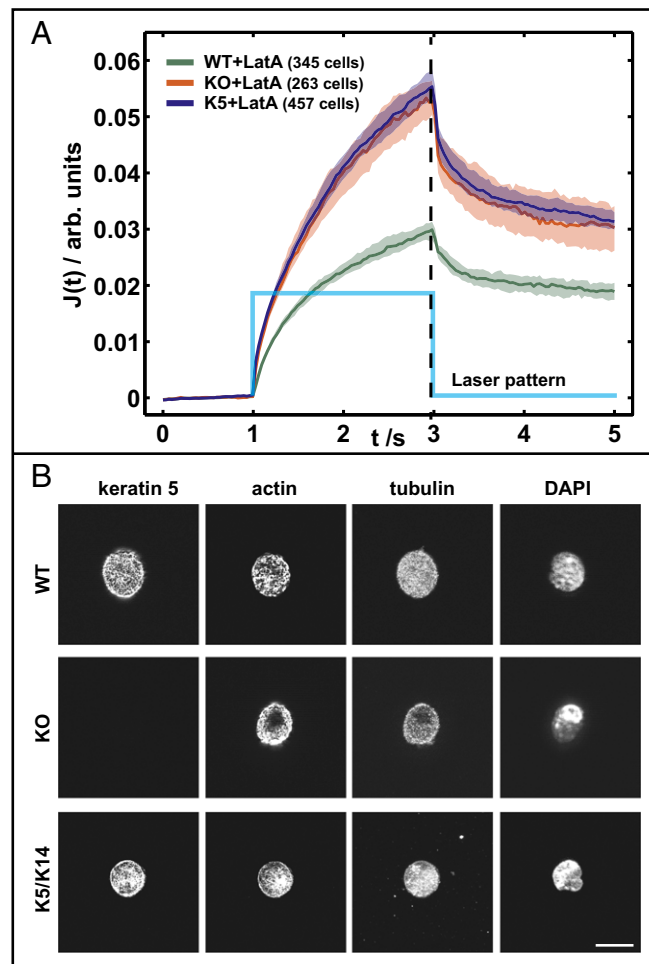 A
J(t) / arb. units
0.06
0.05
0.04
0.03
0.02
0.01
0
WT+LatA (345 cells)
KO+LatA (263 cells)
K5+LatA (457 cells)
Laser pattern
0 1 2 3 4 5
t /s
B
keratin 5 actin tubulin DAPI
WT
KO
K5/K14